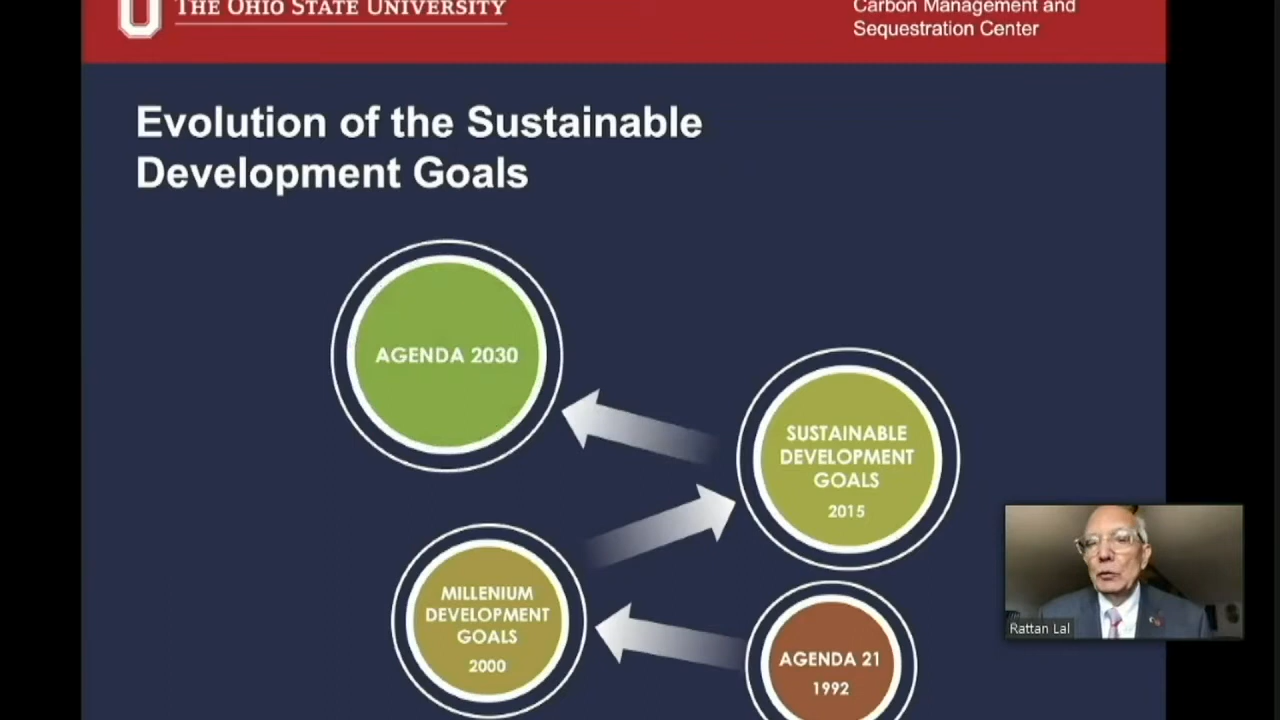 THE OHIO STATE UNIVERSITY
Carbon Management and
Sequestration Center
Evolution of the Sustainable
Development Goals
AGENDA 2030
SUSTAINABLE
DEVELOPMENT
GOALS
2015
MILLENIUM
DEVELOPMENT
GOALS
2000
AGENDA 21
1992
Rattan Lal